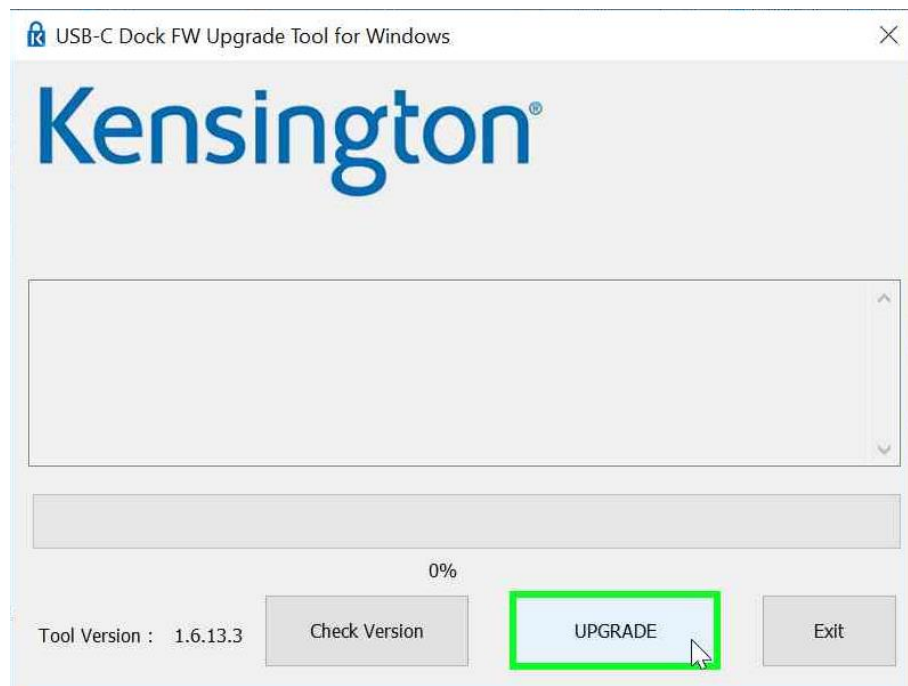 USB-C Dock FW Upgrade Tool for Windows
Kensington®
0%
Tool Version : 1.6.13.3
Check Version
UPGRADE
Exit